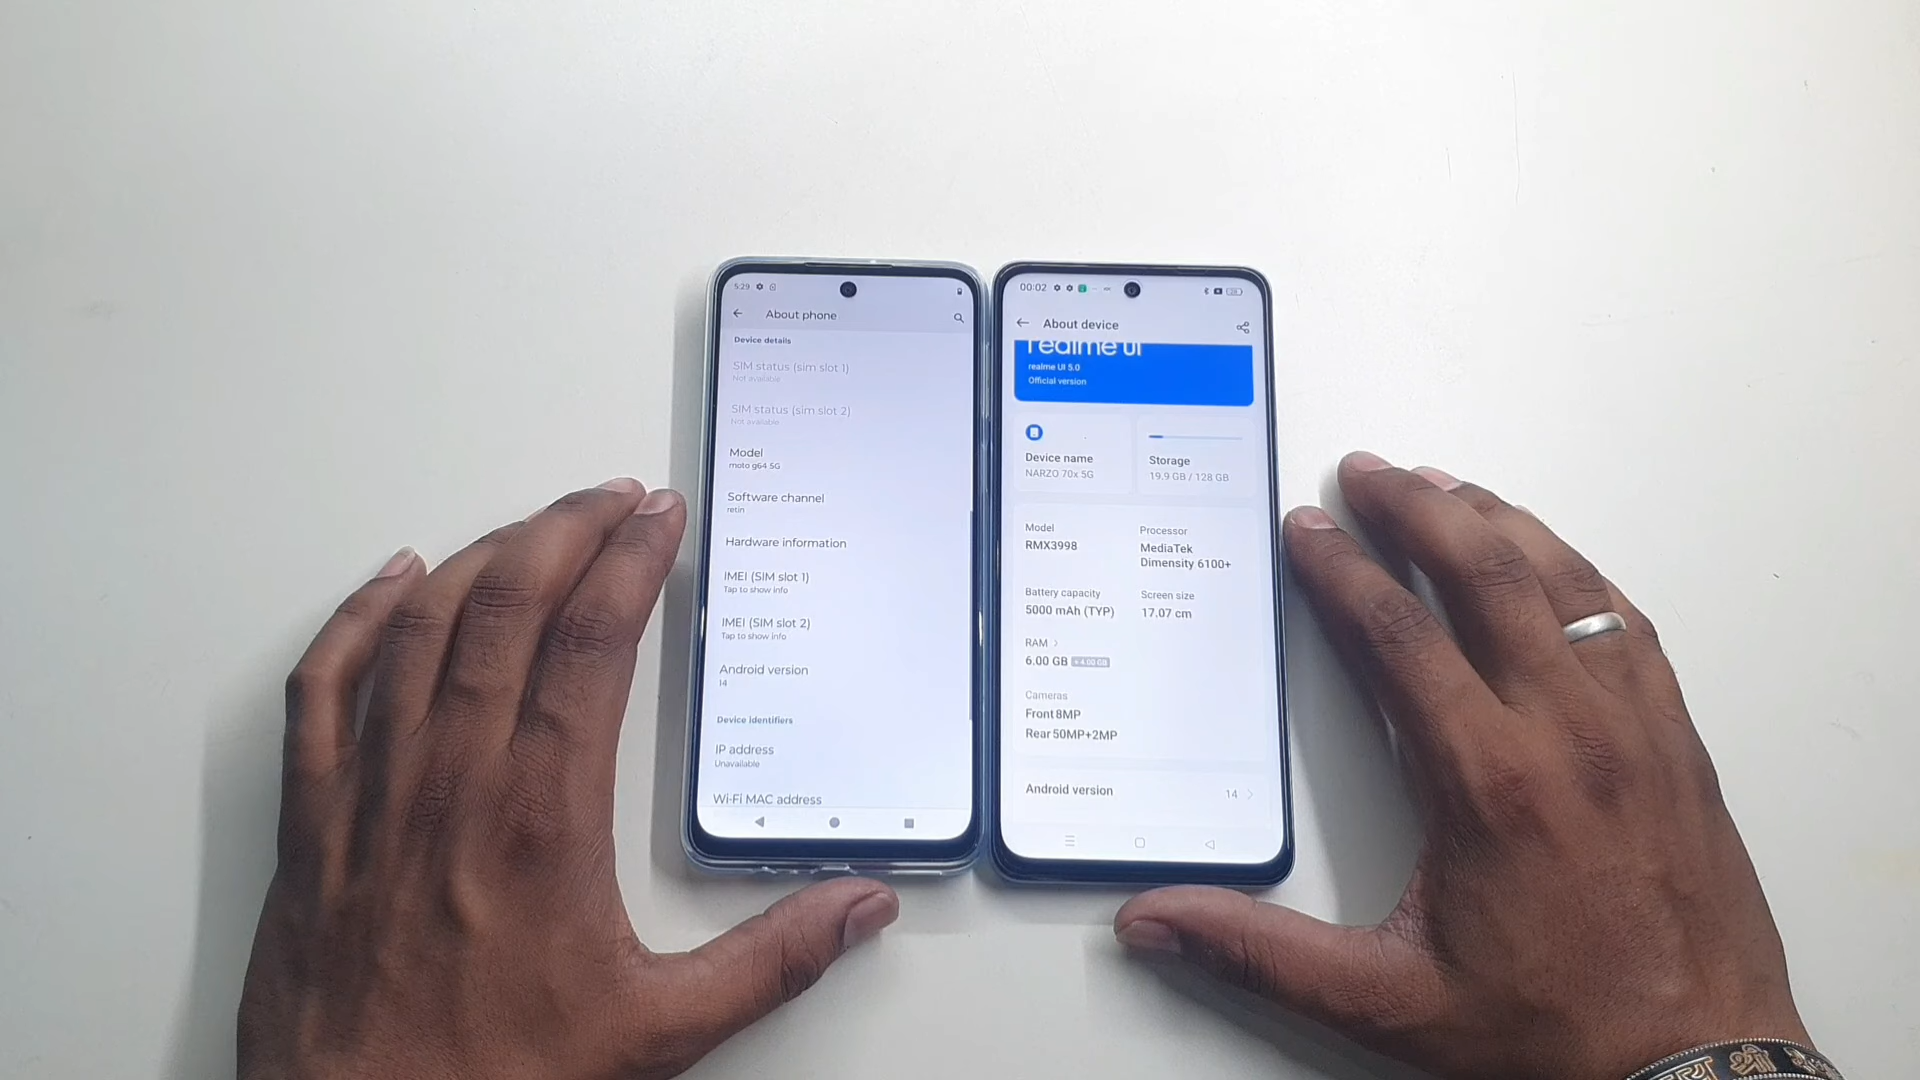 5:29
About phone
Device details
SIM status (sim slot 1)
Not available
SIM status (sim slot 2)
Not available
Model
moto g64 5G
Software channel
retin
Hardware information
IMEI (SIM slot 1)
Tap to show info
IMEI (SIM slot 2)
Tap to show info
Android version
14
Device identifiers
IP address
Unavailable
Wi-Fi MAC address
00:02
About device
realme UI
realme UI 5.0
Official version
Device name
NARZO 70x 5G
Storage
19.9 GB / 128 GB
Model
RMX3998
Processor
MediaTek
Dimensity 6100+
Battery capacity
5000 mAh (TYP)
Screen size
17.07 cm
RAM >
6.00 GB + 4.00 GB
Cameras
Front 8MP
Rear 50MP+2MP
Android version
14 >
श्री